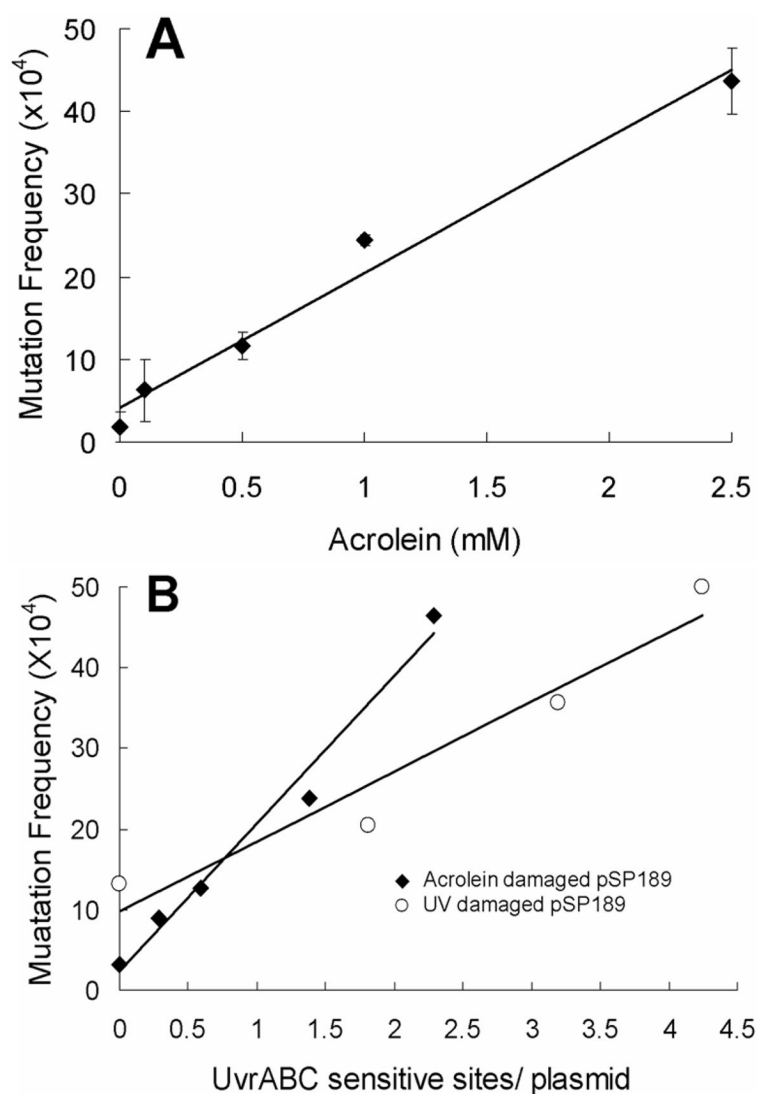 A
Mutation Frequency (x10⁴)
50
40
30
20
10
0
0 0.5 1 1.5 2 2.5
Acrolein (mM)
B
Muatation Frequency (X10⁴)
50
40
30
20
10
0
Acrolein damaged pSP189
UV damaged pSP189
0 0.5 1 1.5 2 2.5 3 3.5 4 4.5
UvrABC sensitive sites/ plasmid